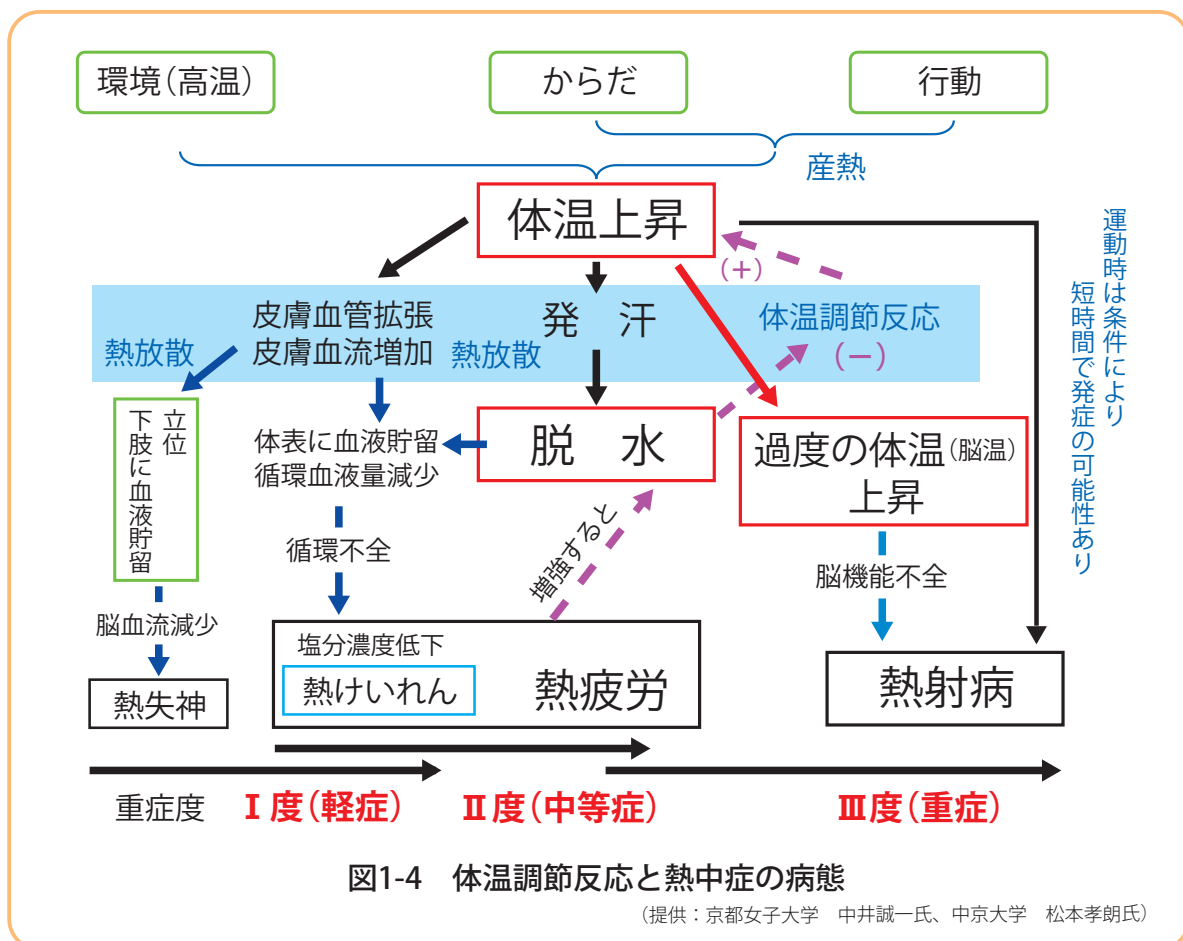 環境(高温)
からだ
行動
産熱
体温上昇
(+)
運動時は条件により
短時間で発症の可能性あり
皮膚血管拡張
皮膚血流増加
熱放散
発 汗
熱放散
体温調節反応
(-)
立位
下肢に血液貯留
体表に血液貯留
循環血液量減少
脱 水
過度の体温(脳温)
上昇
循環不全
増強すると
脳機能不全
脳血流減少
塩分濃度低下
熱けいれん
熱疲労
熱失神
熱射病
重症度
Ⅰ度(軽症)
Ⅱ度(中等症)
Ⅲ度(重症)
図1-4 体温調節反応と熱中症の病態
(提供:京都女子大学 中井誠一氏、中京大学 松本孝朗氏)